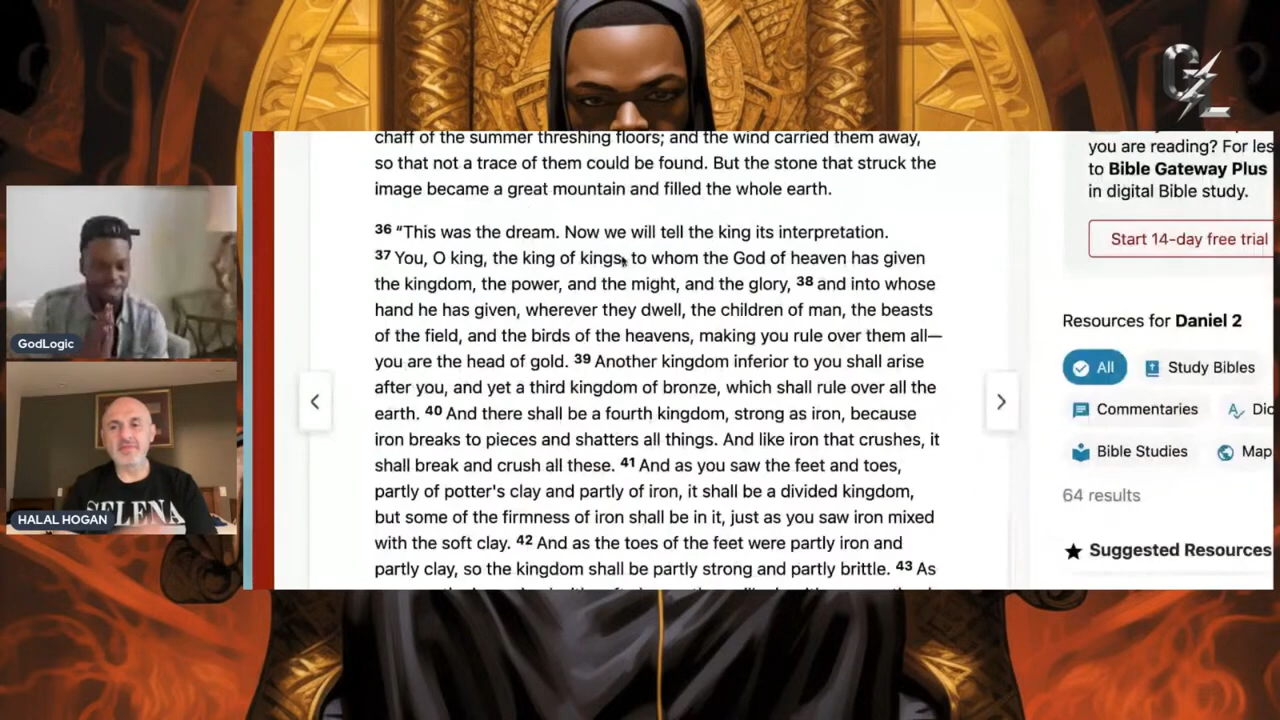 GL
chaff of the summer threshing floors; and the wind carried them away,
so that not a trace of them could be found. But the stone that struck the
image became a great mountain and filled the whole earth.
36 “This was the dream. Now we will tell the king its interpretation.
37 You, O king, the king of kings, to whom the God of heaven has given
the kingdom, the power, and the might, and the glory, 38 and into whose
hand he has given, wherever they dwell, the children of man, the beasts
of the field, and the birds of the heavens, making you rule over them all—
you are the head of gold. 39 Another kingdom inferior to you shall arise
after you, and yet a third kingdom of bronze, which shall rule over all the
earth. 40 And there shall be a fourth kingdom, strong as iron, because
iron breaks to pieces and shatters all things. And like iron that crushes, it
shall break and crush all these. 41 And as you saw the feet and toes,
partly of potter's clay and partly of iron, it shall be a divided kingdom,
but some of the firmness of iron shall be in it, just as you saw iron mixed
with the soft clay. 42 And as the toes of the feet were partly iron and
partly clay, so the kingdom shall be partly strong and partly brittle. 43 As
you are reading? For les
to Bible Gateway Plus
in digital Bible study.
Start 14-day free trial
Resources for Daniel 2
All
Study Bibles
Commentaries
Dic
Bible Studies
Map
64 results
Suggested Resources
GodLogic
SELENA
HALAL HOGAN